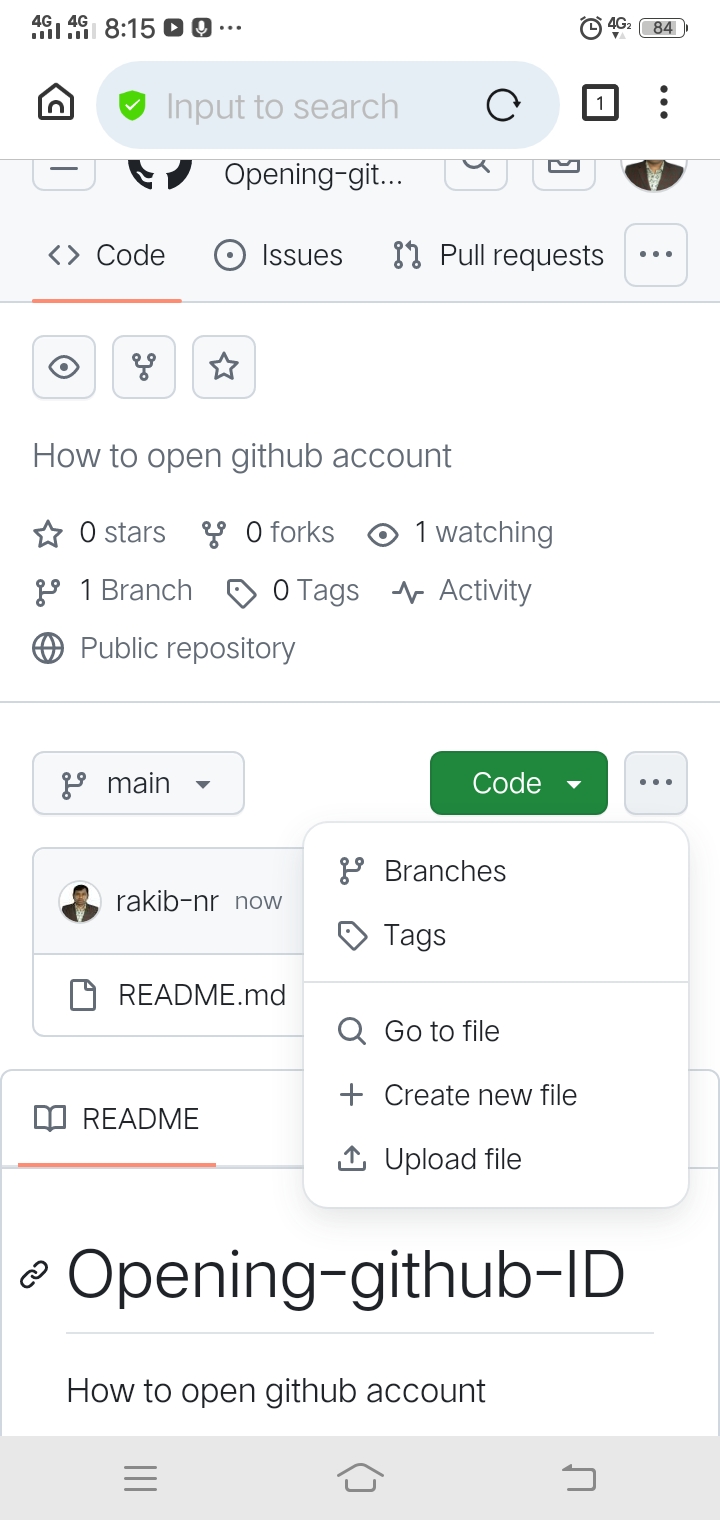 4G 4G 8:15 ... 4G2 84
Input to search 1
Opening-git...
Code Issues Pull requests ...
How to open github account
0 stars 0 forks 1 watching
1 Branch 0 Tags Activity
Public repository
main Code ...
Branches
rakib-nr now
Tags
README.md
Go to file
Create new file
README
Upload file
Opening-github-ID
How to open github account